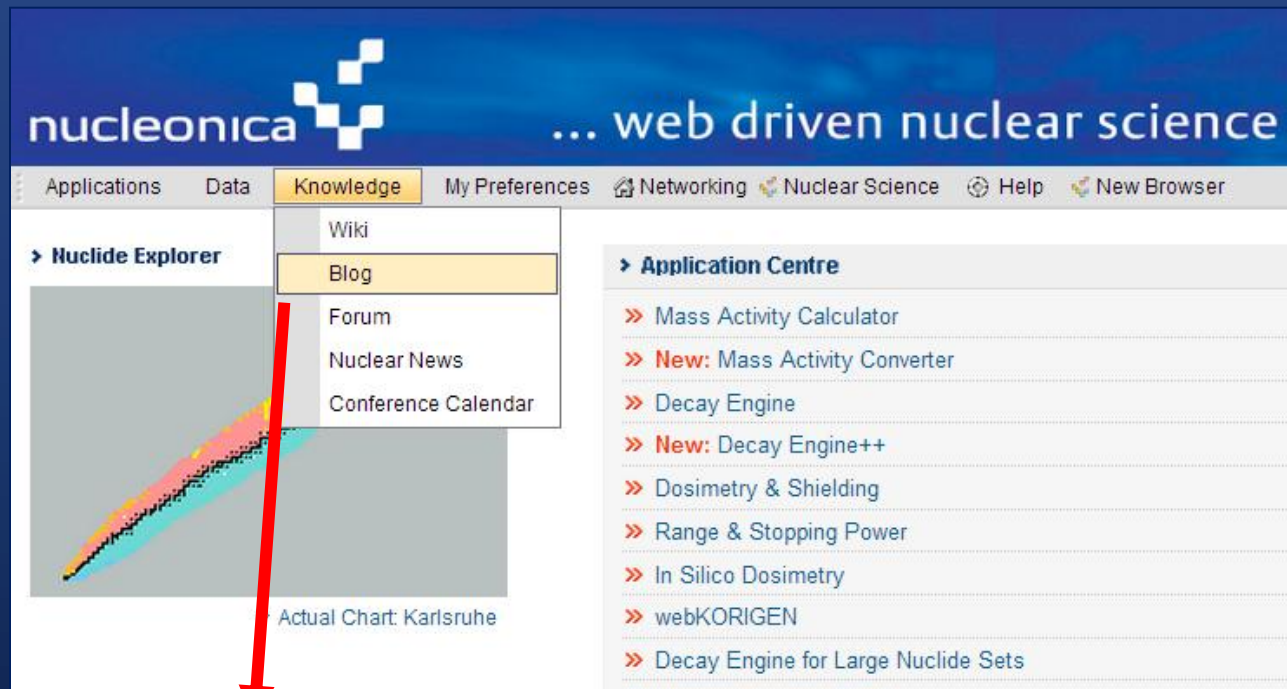 nucleonica
... web driven nuclear science
Applications Data Knowledge My Preferences Networking Nuclear Science Help New Browser
Wiki
Blog
Forum
Nuclear News
Conference Calendar
Nuclide Explorer
Actual Chart: Karlsruhe
Application Centre
Mass Activity Calculator
New: Mass Activity Converter
Decay Engine
New: Decay Engine++
Dosimetry & Shielding
Range & Stopping Power
In Silico Dosimetry
webKORIGEN
Decay Engine for Large Nuclide Sets